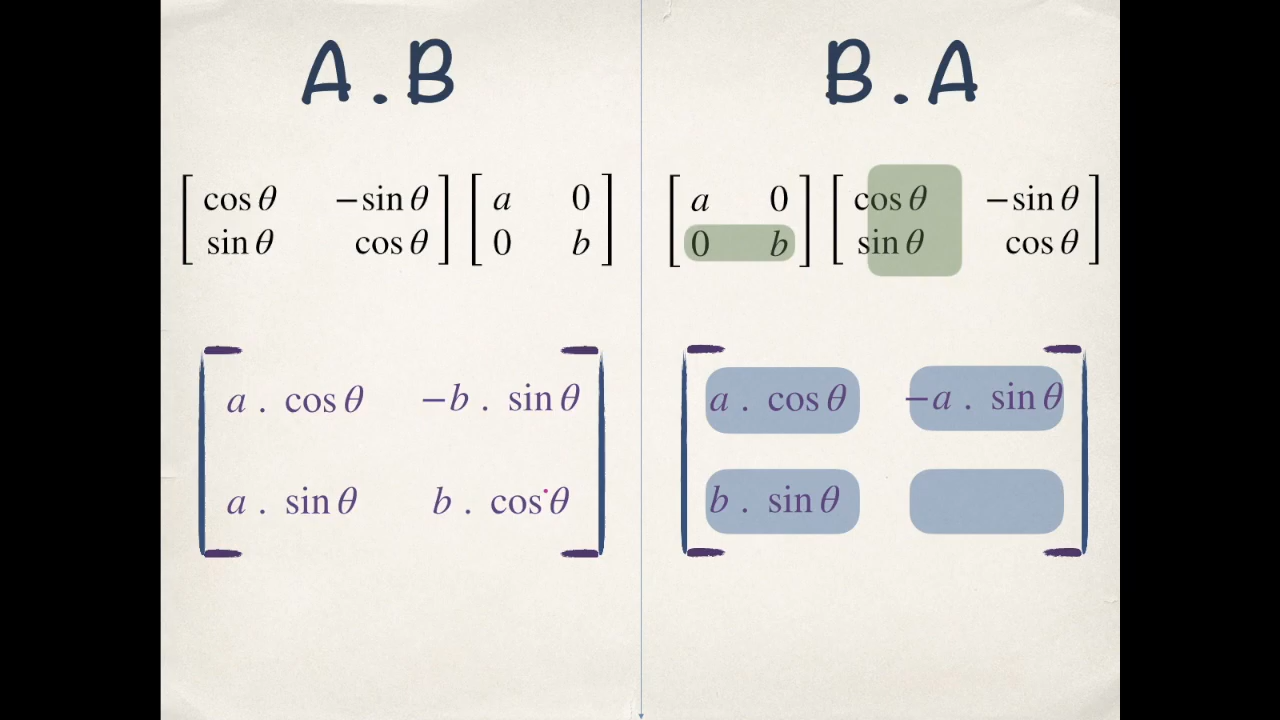 A . B
[ cos θ  −sin θ ] [ a  0 ]
[ sin θ  cos θ ] [ 0  b ]
[ a . cos θ  −b . sin θ ]
[ a . sin θ  b . cos θ ]
B . A
[ a  0 ] [ cos θ  −sin θ ]
[ 0  b ] [ sin θ  cos θ ]
[ a . cos θ  −a . sin θ ]
[ b . sin θ ]